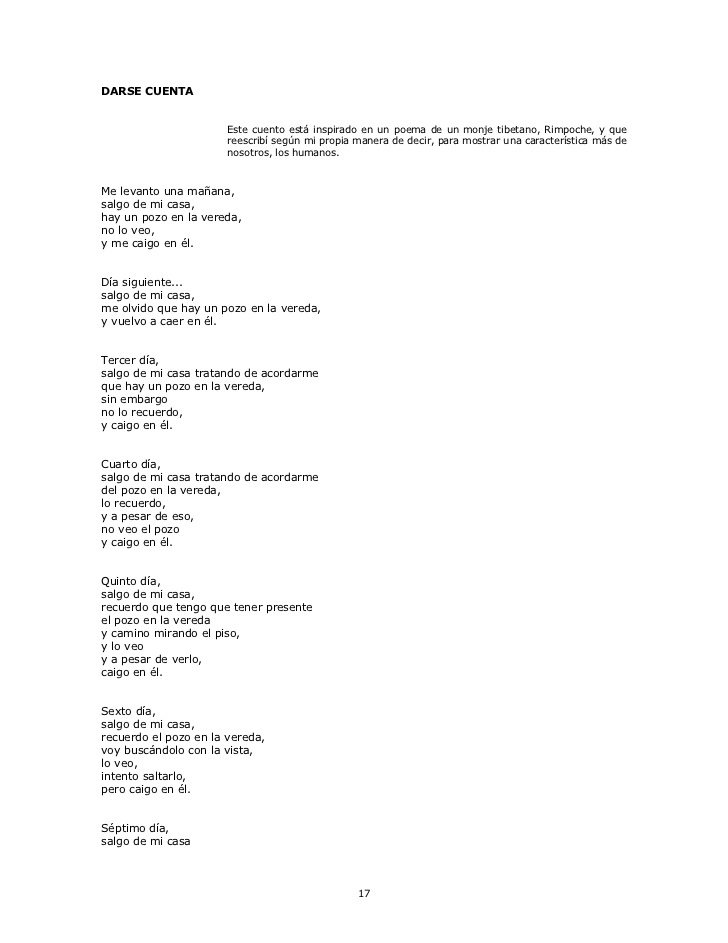 DARSE CUENTA
Este cuento está inspirado en un poema de un monje tibetano, Rimpoche, y que
reescribí según mi propia manera de decir, para mostrar una característica más de
nosotros, los humanos.
Me levanto una mañana,
salgo de mi casa,
hay un pozo en la vereda,
no lo veo,
y me caigo en él.
Día siguiente...
salgo de mi casa,
me olvido que hay un pozo en la vereda,
y vuelvo a caer en él.
Tercer día,
salgo de mi casa tratando de acordarme
que hay un pozo en la vereda,
sin embargo
no lo recuerdo,
y caigo en él.
Cuarto día,
salgo de mi casa tratando de acordarme
del pozo en la vereda,
lo recuerdo,
y a pesar de eso,
no veo el pozo
y caigo en él.
Quinto día,
salgo de mi casa,
recuerdo que tengo que tener presente
el pozo en la vereda
y camino mirando el piso,
y lo veo
y a pesar de verlo,
caigo en él.
Sexto día,
salgo de mi casa,
recuerdo el pozo en la vereda,
voy buscándolo con la vista,
lo veo,
intento saltarlo,
pero caigo en él.
Séptimo día,
salgo de mi casa
17